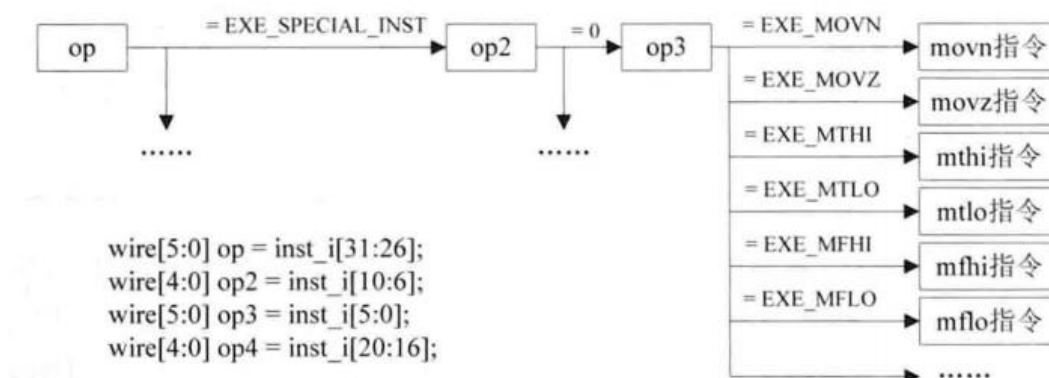 op
= EXE_SPECIAL_INST
op2
= 0
op3
= EXE_MOVN
movn指令
= EXE_MOVZ
movz指令
= EXE_MTHI
mthi指令
= EXE_MTLO
mtlo指令
= EXE_MFHI
mfhi指令
= EXE_MFLO
mflo指令
……
……
……
wire[5:0] op = inst_i[31:26];
wire[4:0] op2 = inst_i[10:6];
wire[5:0] op3 = inst_i[5:0];
wire[4:0] op4 = inst_i[20:16];